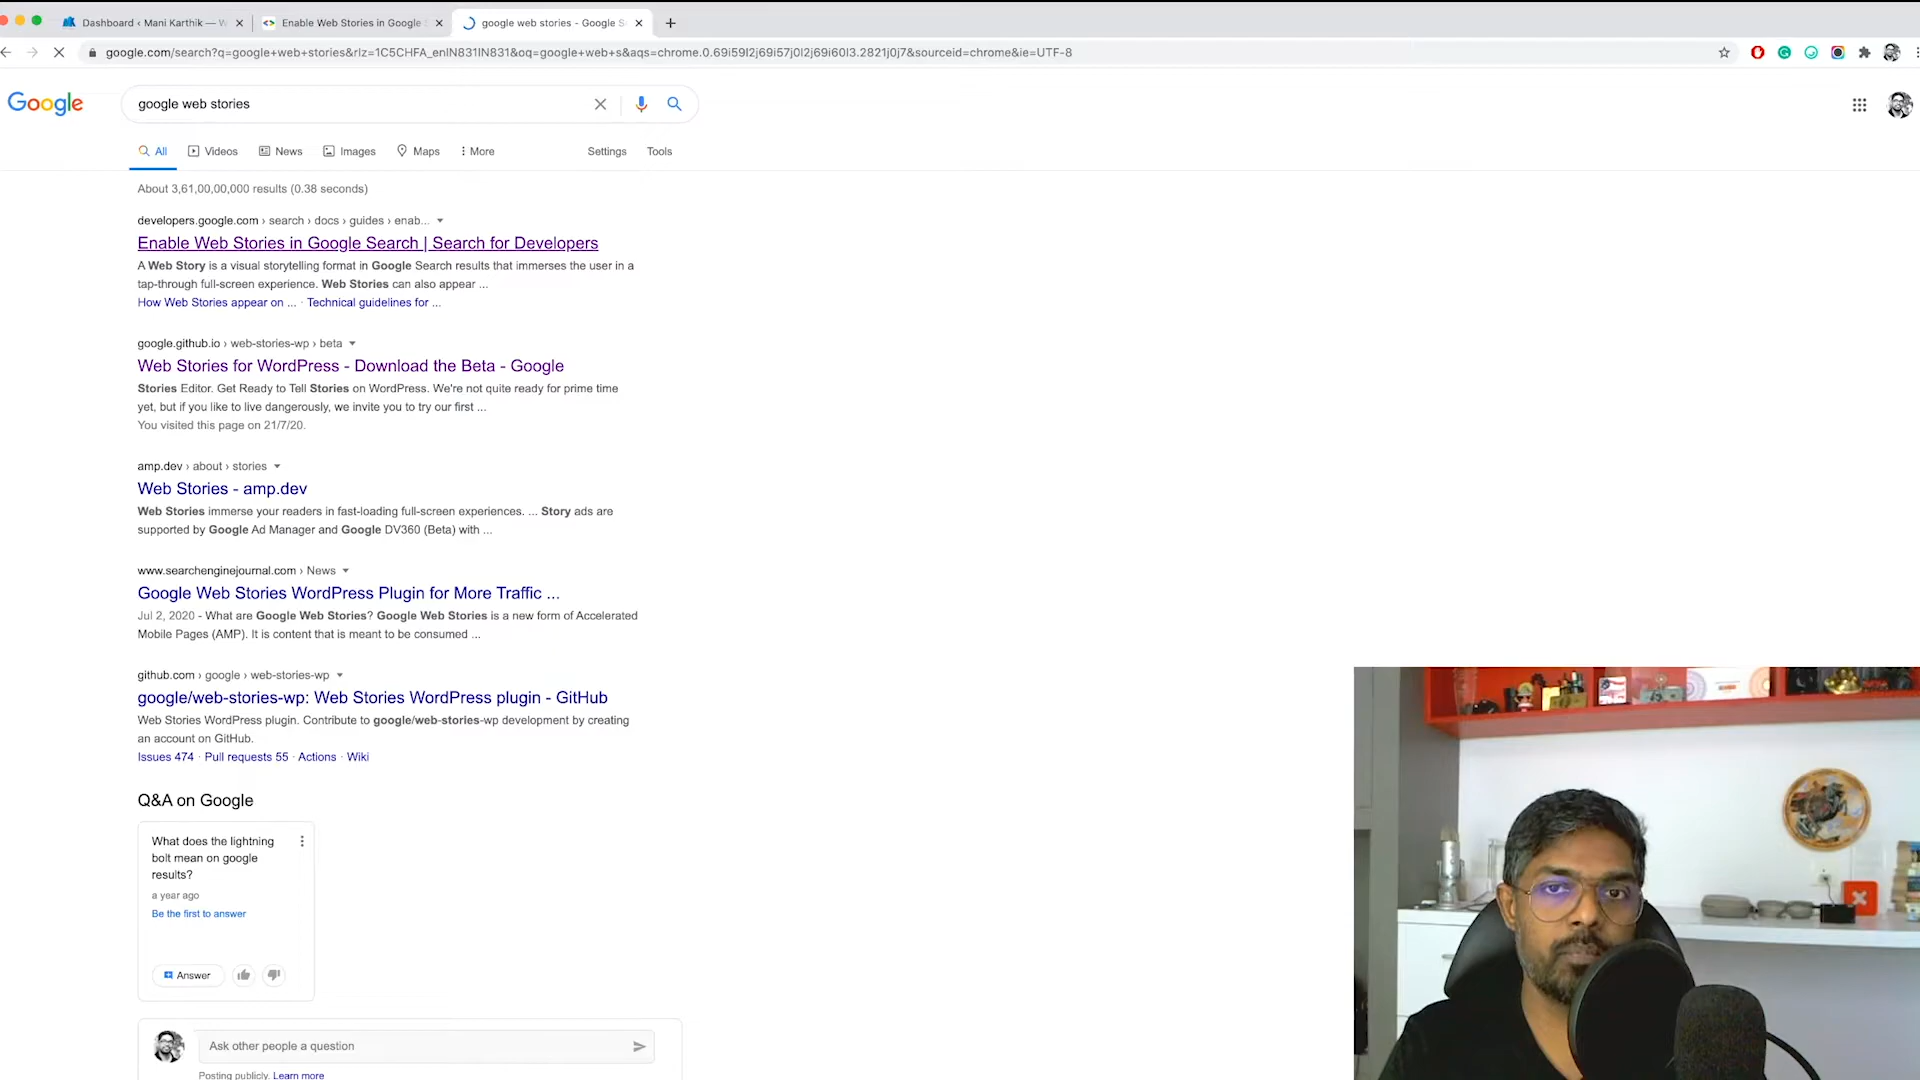 Dashboard ‹ Mani Karthik — W
Enable Web Stories in Google S
google web stories - Google Se
google.com/search?q=google+web+stories&rlz=1C5CHFA_enIN831IN831&oq=google+web+s&aqs=chrome.0.69i59l2j69i57j0l2j69i60l3.2821j0j7&sourceid=chrome&ie=UTF-8
Google
google web stories
All
Videos
News
Images
Maps
More
Settings
Tools
About 3,61,00,00,000 results (0.38 seconds)
developers.google.com › search › docs › guides › enab...
Enable Web Stories in Google Search | Search for Developers
A Web Story is a visual storytelling format in Google Search results that immerses the user in a
tap-through full-screen experience. Web Stories can also appear ...
How Web Stories appear on ... · Technical guidelines for ...
google.github.io › web-stories-wp › beta
Web Stories for WordPress - Download the Beta - Google
Stories Editor. Get Ready to Tell Stories on WordPress. We're not quite ready for prime time
yet, but if you like to live dangerously, we invite you to try our first ...
You visited this page on 21/7/20.
amp.dev › about › stories
Web Stories - amp.dev
Web Stories immerse your readers in fast-loading full-screen experiences. ... Story ads are
supported by Google Ad Manager and Google DV360 (Beta) with ...
www.searchenginejournal.com › News
Google Web Stories WordPress Plugin for More Traffic ...
Jul 2, 2020 - What are Google Web Stories? Google Web Stories is a new form of Accelerated
Mobile Pages (AMP). It is content that is meant to be consumed ...
github.com › google › web-stories-wp
google/web-stories-wp: Web Stories WordPress plugin - GitHub
Web Stories WordPress plugin. Contribute to google/web-stories-wp development by creating
an account on GitHub.
Issues 474 · Pull requests 55 · Actions · Wiki
Q&A on Google
What does the lightning
bolt mean on google
results?
a year ago
Be the first to answer
Answer
Ask other people a question
Posting publicly. Learn more